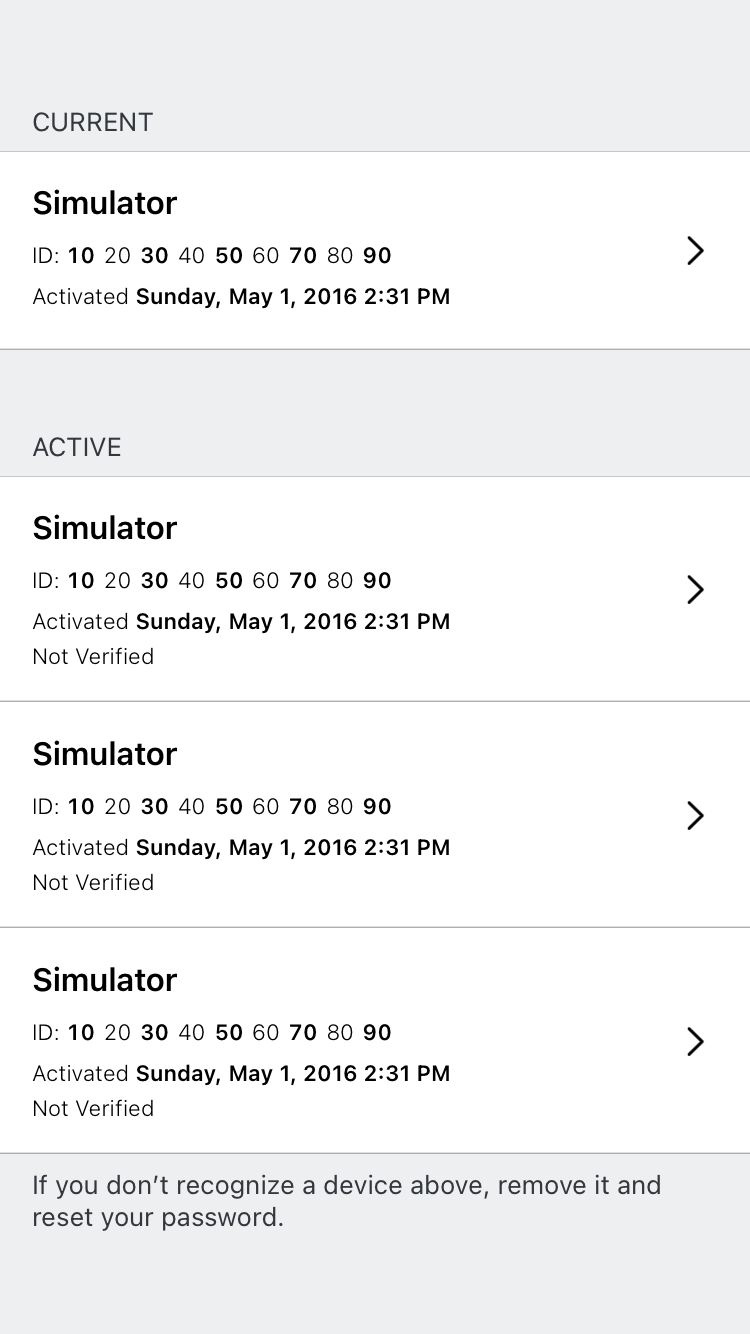 CURRENT
Simulator
ID: 10 20 30 40 50 60 70 80 90
Activated Sunday, May 1, 2016 2:31 PM
ACTIVE
Simulator
ID: 10 20 30 40 50 60 70 80 90
Activated Sunday, May 1, 2016 2:31 PM
Not Verified
Simulator
ID: 10 20 30 40 50 60 70 80 90
Activated Sunday, May 1, 2016 2:31 PM
Not Verified
Simulator
ID: 10 20 30 40 50 60 70 80 90
Activated Sunday, May 1, 2016 2:31 PM
Not Verified
If you don’t recognize a device above, remove it and
reset your password.